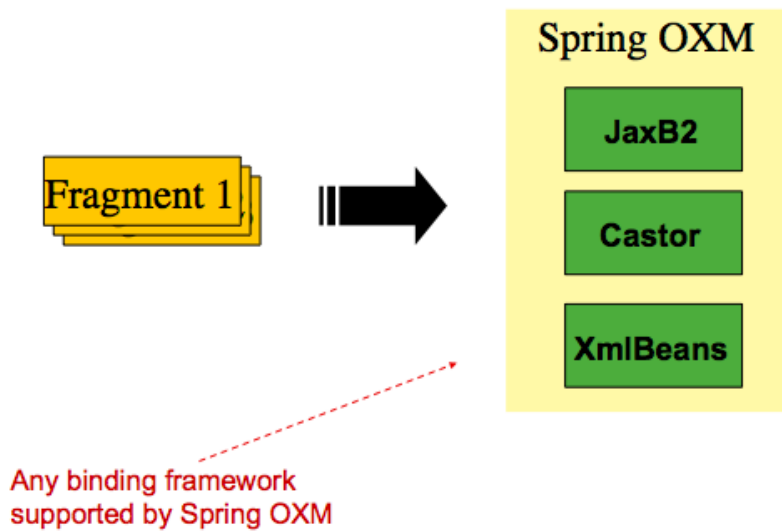 Spring OXM
JaxB2
Fragment 1
Castor
XmlBeans
Any binding framework
supported by Spring OXM